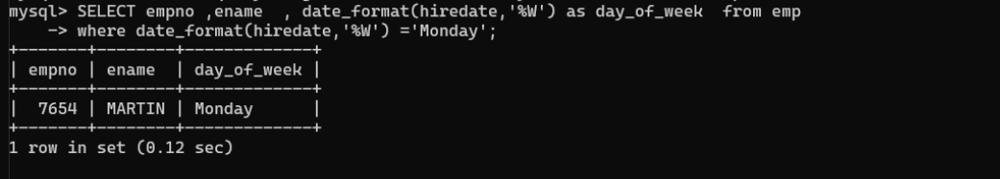 mysql> SELECT empno ,ename  , date_format(hiredate,'%W') as day_of_week  from emp
    -> where date_format(hiredate,'%W') ='Monday';
+-------+--------+-------------+
| empno | ename  | day_of_week |
+-------+--------+-------------+
|  7654 | MARTIN | Monday      |
+-------+--------+-------------+
1 row in set (0.12 sec)